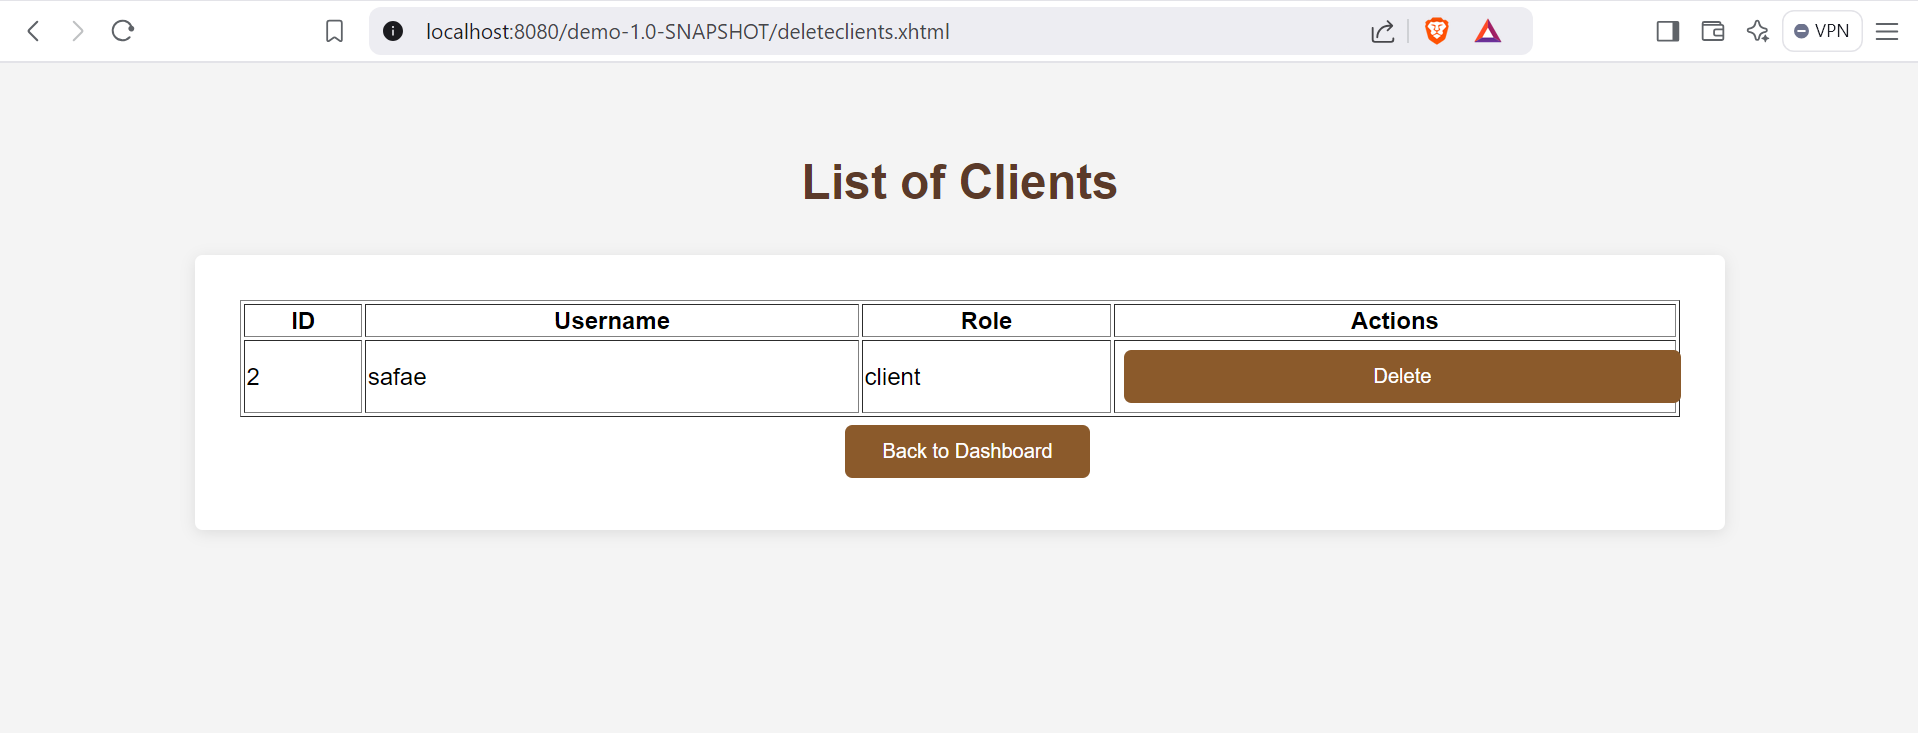 localhost:8080/demo-1.0-SNAPSHOT/deleteclients.xhtml
VPN
List of Clients
ID Username Role Actions
2 safae client Delete
Back to Dashboard